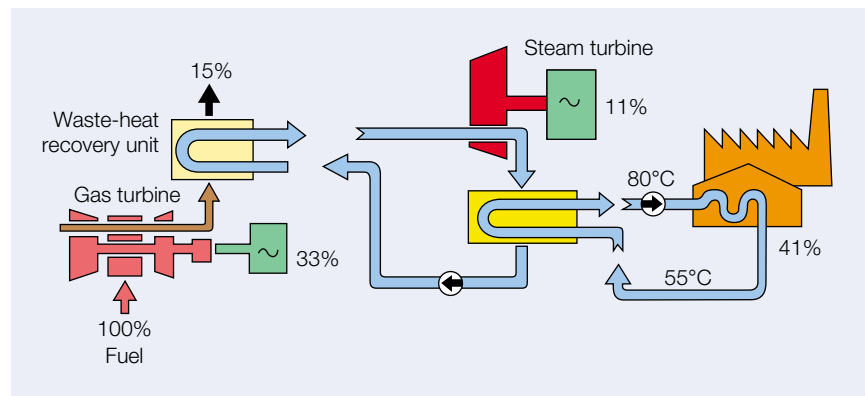 Steam turbine
15%
11%
Waste-heat
recovery unit
80°C
Gas turbine
33%
41%
55°C
100%
Fuel